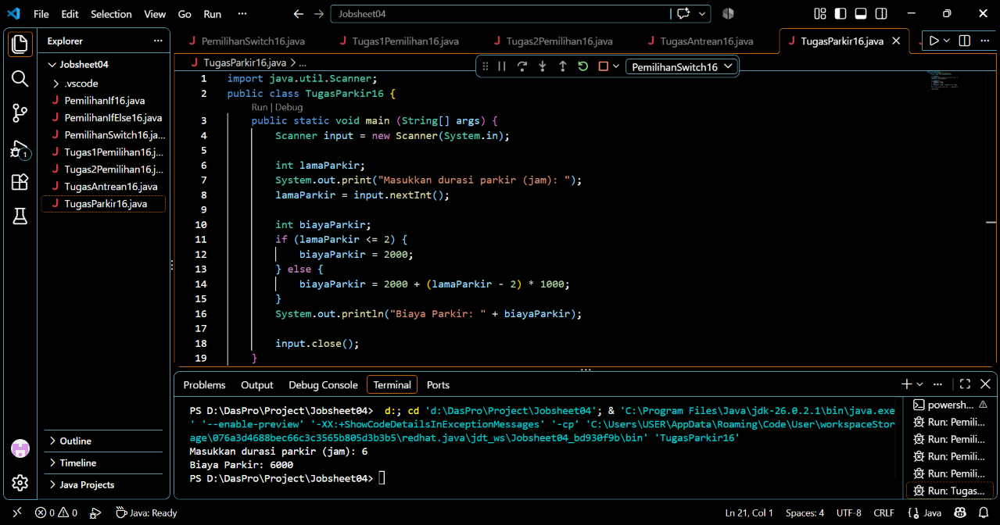 File Edit Selection View Go Run ··· Jobsheet04
Explorer ···
Jobsheet04
.vscode
PemilihanIf16.java
PemilihanIfElse16.java
PemilihanSwitch16.ja...
Tugas1Pemilihan16.j...
Tugas2Pemilihan16.j...
TugasAntrean16.java
TugasParkir16.java
Outline
Timeline
Java Projects
PemilihanSwitch16.java Tugas1Pemilihan16.java Tugas2Pemilihan16.java TugasAntrean16.java TugasParkir16.java
TugasParkir16.java > ...
PemilihanSwitch16
1 import java.util.Scanner;
2 public class TugasParkir16 {
Run | Debug
3 public static void main (String[] args) {
4 Scanner input = new Scanner(System.in);
5
6 int lamaParkir;
7 System.out.print("Masukkan durasi parkir (jam): ");
8 lamaParkir = input.nextInt();
9
10 int biayaParkir;
11 if (lamaParkir <= 2) {
12 biayaParkir = 2000;
13 } else {
14 biayaParkir = 2000 + (lamaParkir - 2) * 1000;
15 }
16 System.out.println("Biaya Parkir: " + biayaParkir);
17
18 input.close();
19 }
Problems Output Debug Console Terminal Ports
PS D:\DasPro\Project\Jobsheet04> d:; cd 'd:\DasPro\Project\Jobsheet04'; & 'C:\Program Files\Java\jdk-26.0.2.1\bin\java.exe
' '--enable-preview' '-XX:+ShowCodeDetailsInExceptionMessages' '-cp' 'C:\Users\USER\AppData\Roaming\Code\User\workspaceStor
age\076a3d4688bec66c3c3565b805d3b3b5\redhat.java\jdt_ws\Jobsheet04_bd930f9b\bin' 'TugasParkir16'
Masukkan durasi parkir (jam): 6
Biaya Parkir: 6000
PS D:\DasPro\Project\Jobsheet04>
powersh...
Run: Pemili...
Run: Pemili...
Run: Pemili...
Run: Pemili...
Run: Tugas...
0 0 Java: Ready Ln 21, Col 1 Spaces: 4 UTF-8 CRLF {} Java